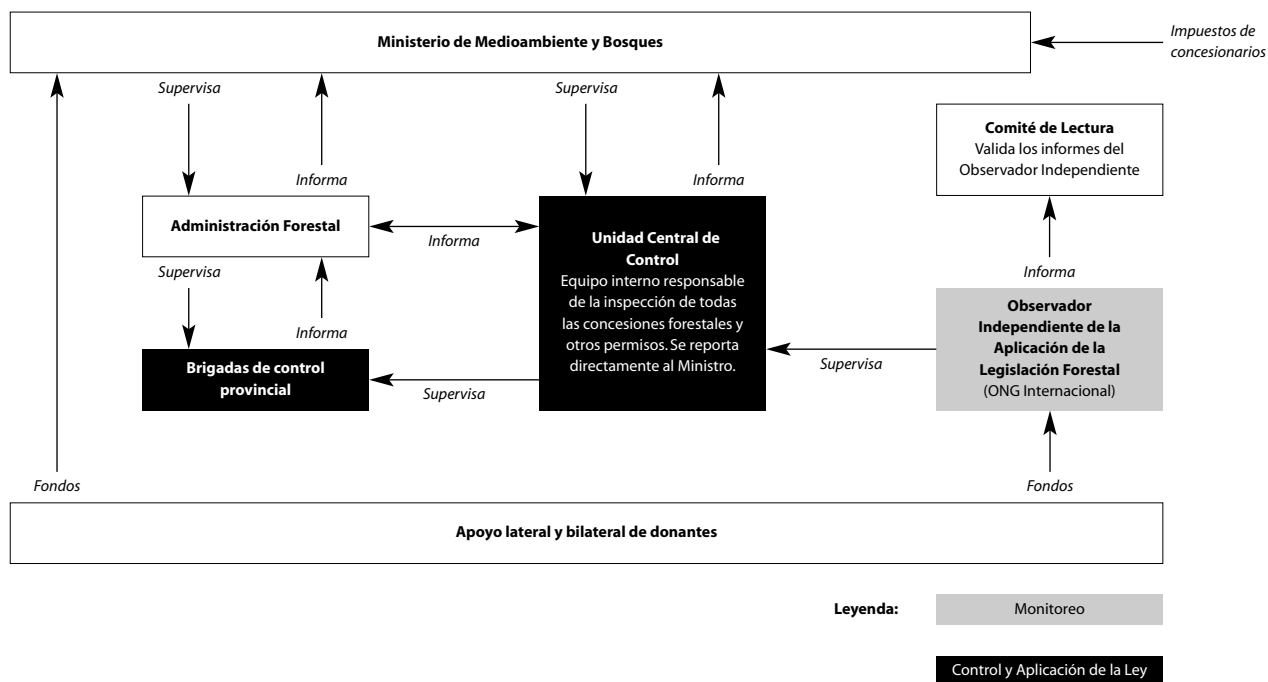 Ministerio de Medioambiente y Bosques
Impuestos de
concesionarios
Supervisa
Supervisa
Comité de Lectura
Valida los informes del
Observador Independiente
Informa
Informa
Administración Forestal
Informa
Unidad Central de
Control
Equipo interno responsable
de la inspección de todas
las concesiones forestales y
otros permisos. Se reporta
directamente al Ministro.
Supervisa
Informa
Informa
Observador
Independiente de la
Aplicación de la
Legislación Forestal
(ONG Internacional)
Brigadas de control
provincial
Supervisa
Supervisa
Fondos
Fondos
Apoyo lateral y bilateral de donantes
Leyenda:
Monitoreo
Control y Aplicación de la Ley